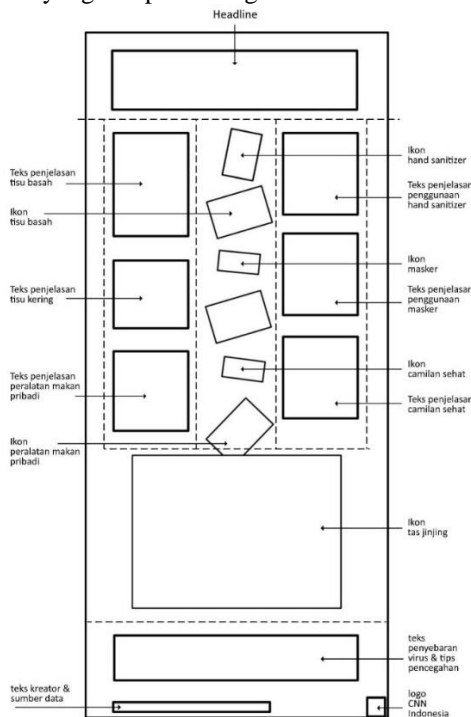 Headline
Teks penjelasan
tisu basah
Ikon
tisu basah
Teks penjelasan
tisu kering
Teks penjelasan
peralatan makan
pribadi
Ikon
peralatan makan
pribadi
teks kreator &
sumber data
Ikon
hand sanitizer
Teks penjelasan
penggunaan
hand sanitizer
Ikon
masker
Teks penjelasan
penggunaan
masker
Ikon
camilan sehat
Teks penjelasan
camilan sehat
Ikon
tas jinjing
teks
penyebaran
virus & tips
pencegahan
logo
CNN
Indonesia